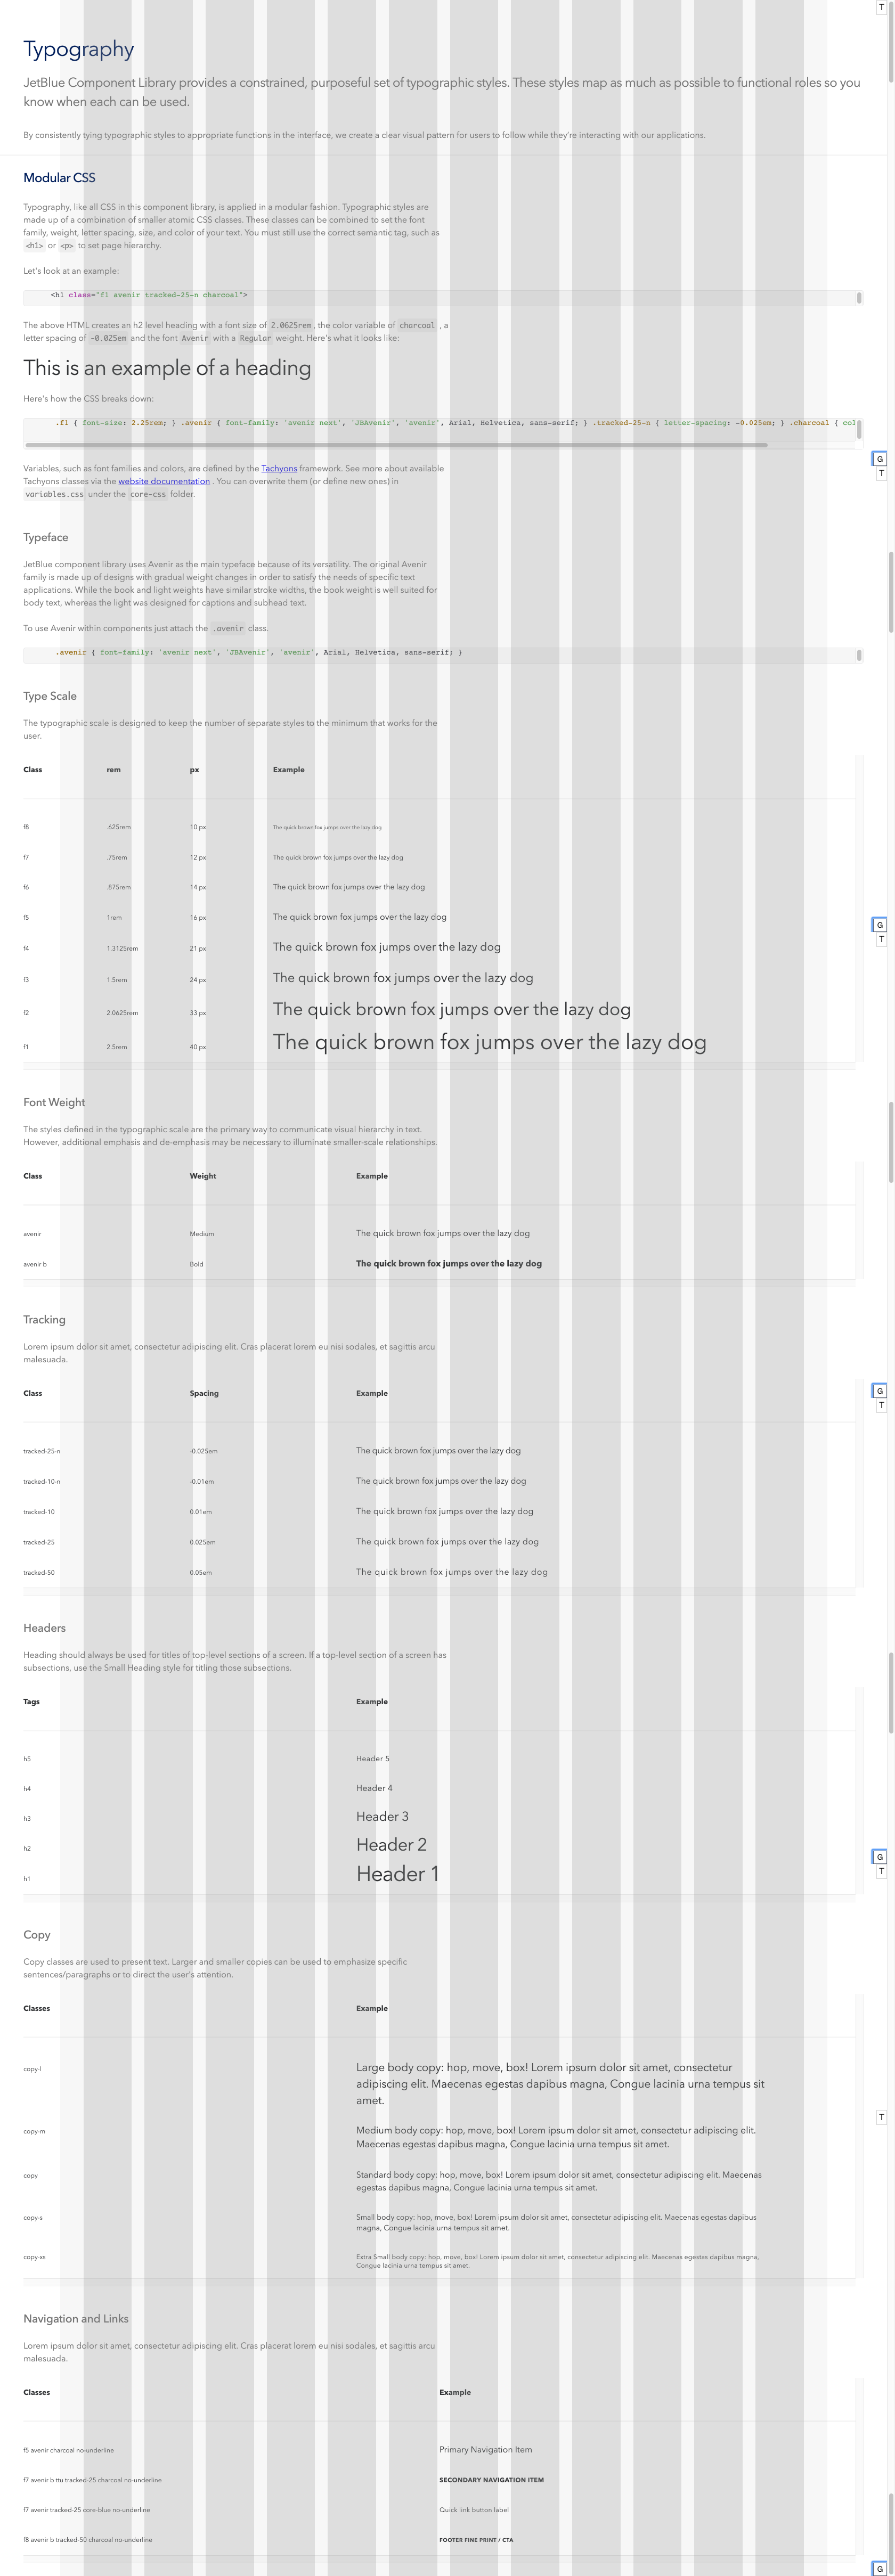 T
Typography
JetBlue Component Library provides a constrained, purposeful set of typographic styles. These styles map as much as possible to functional roles so you
know when each can be used.
By consistently tying typographic styles to appropriate functions in the interface, we create a clear visual pattern for users to follow while they're interacting with our applications.
Modular CSS
Typography, like all CSS in this component library, is applied in a modular fashion. Typographic styles are
made up of a combination of smaller atomic CSS classes. These classes can be combined to set the font
family, weight, letter spacing, size, and color of your text. You must still use the correct semantic tag, such as
<h1> or <p> to set page hierarchy.
Let's look at an example:
<h1 class="f1 avenir tracked-25-n charcoal">
The above HTML creates an h2 level heading with a font size of 2.0625rem , the color variable of charcoal , a
letter spacing of -0.025em and the font Avenir with a Regular weight. Here's what it looks like:
This is an example of a heading
Here's how the CSS breaks down:
.f1 { font-size: 2.25rem; } .avenir { font-family: 'avenir next', 'JBAvenir', 'avenir', Arial, Helvetica, sans-serif; } .tracked-25-n { letter-spacing: -0.025em; } .charcoal { col
G
Variables, such as font families and colors, are defined by the Tachyons framework. See more about available
T
Tachyons classes via the website documentation . You can overwrite them (or define new ones) in
variables.css under the core-css folder.
Typeface
JetBlue component library uses Avenir as the main typeface because of its versatility. The original Avenir
family is made up of designs with gradual weight changes in order to satisfy the needs of specific text
applications. While the book and light weights have similar stroke widths, the book weight is well suited for
body text, whereas the light was designed for captions and subhead text.
To use Avenir within components just attach the .avenir class.
.avenir { font-family: 'avenir next', 'JBAvenir', 'avenir', Arial, Helvetica, sans-serif; }
Type Scale
The typographic scale is designed to keep the number of separate styles to the minimum that works for the
user.
Class rem px Example
f8 .625rem 10 px The quick brown fox jumps over the lazy dog
f7 .75rem 12 px The quick brown fox jumps over the lazy dog
f6 .875rem 14 px The quick brown fox jumps over the lazy dog
f5 1rem 16 px The quick brown fox jumps over the lazy dog
G
T
f4 1.3125rem 21 px The quick brown fox jumps over the lazy dog
f3 1.5rem 24 px The quick brown fox jumps over the lazy dog
f2 2.0625rem 33 px The quick brown fox jumps over the lazy dog
f1 2.5rem 40 px The quick brown fox jumps over the lazy dog
Font Weight
The styles defined in the typographic scale are the primary way to communicate visual hierarchy in text.
However, additional emphasis and de-emphasis may be necessary to illuminate smaller-scale relationships.
Class Weight Example
avenir Medium The quick brown fox jumps over the lazy dog
avenir b Bold The quick brown fox jumps over the lazy dog
Tracking
Lorem ipsum dolor sit amet, consectetur adipiscing elit. Cras placerat lorem eu nisi sodales, et sagittis arcu
malesuada.
Class Spacing Example
G
T
tracked-25-n -0.025em The quick brown fox jumps over the lazy dog
tracked-10-n -0.01em The quick brown fox jumps over the lazy dog
tracked-10 0.01em The quick brown fox jumps over the lazy dog
tracked-25 0.025em The quick brown fox jumps over the lazy dog
tracked-50 0.05em The quick brown fox jumps over the lazy dog
Headers
Heading should always be used for titles of top-level sections of a screen. If a top-level section of a screen has
subsections, use the Small Heading style for titling those subsections.
Tags Example
h5 Header 5
h4 Header 4
h3 Header 3
h2 Header 2
G
T
h1 Header 1
Copy
Copy classes are used to present text. Larger and smaller copies can be used to emphasize specific
sentences/paragraphs or to direct the user's attention.
Classes Example
copy-l Large body copy: hop, move, box! Lorem ipsum dolor sit amet, consectetur
adipiscing elit. Maecenas egestas dapibus magna, Congue lacinia urna tempus sit
amet.
T
copy-m Medium body copy: hop, move, box! Lorem ipsum dolor sit amet, consectetur adipiscing elit.
Maecenas egestas dapibus magna, Congue lacinia urna tempus sit amet.
copy Standard body copy: hop, move, box! Lorem ipsum dolor sit amet, consectetur adipiscing elit. Maecenas
egestas dapibus magna, Congue lacinia urna tempus sit amet.
copy-s Small body copy: hop, move, box! Lorem ipsum dolor sit amet, consectetur adipiscing elit. Maecenas egestas dapibus
magna, Congue lacinia urna tempus sit amet.
copy-xs Extra Small body copy: hop, move, box! Lorem ipsum dolor sit amet, consectetur adipiscing elit. Maecenas egestas dapibus magna,
Congue lacinia urna tempus sit amet.
Navigation and Links
Lorem ipsum dolor sit amet, consectetur adipiscing elit. Cras placerat lorem eu nisi sodales, et sagittis arcu
malesuada.
Classes Example
f5 avenir charcoal no-underline Primary Navigation Item
f7 avenir b ttu tracked-25 charcoal no-underline SECONDARY NAVIGATION ITEM
f7 avenir tracked-25 core-blue no-underline Quick link button label
f8 avenir b tracked-50 charcoal no-underline FOOTER FINE PRINT / CTA
G